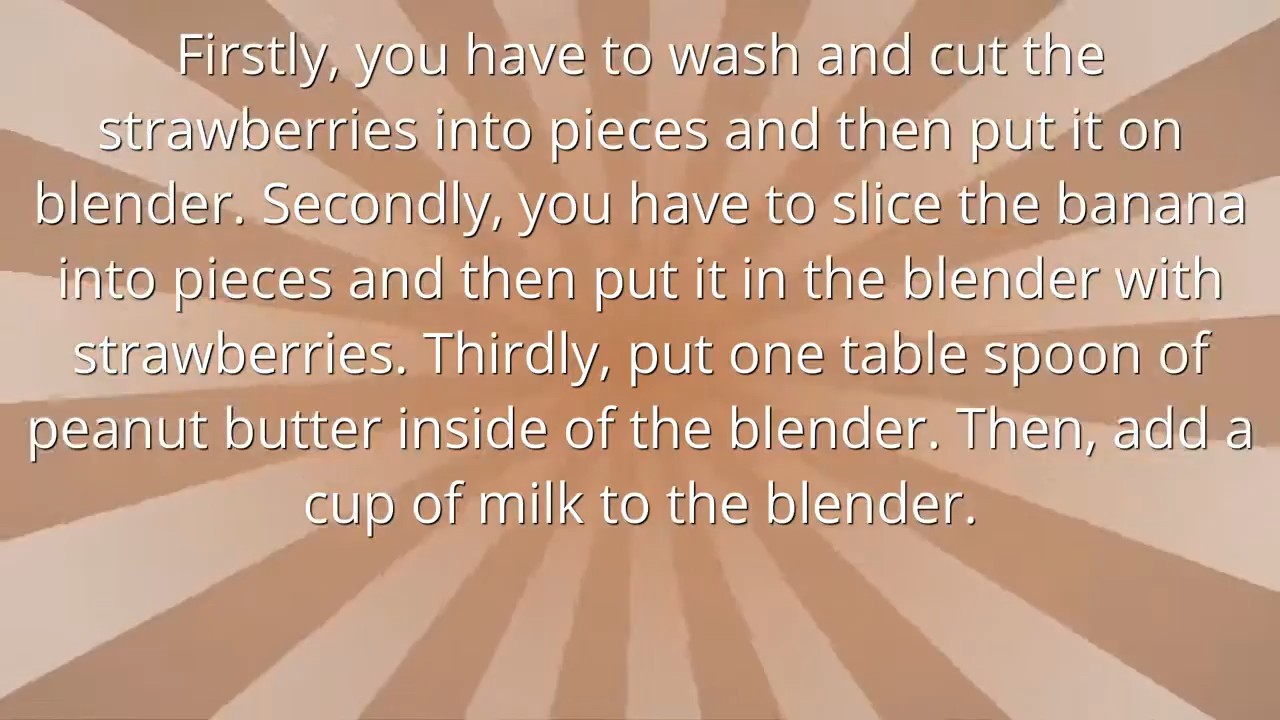 Firstly, you have to wash and cut the
strawberries into pieces and then put it on
blender. Secondly, you have to slice the banana
into pieces and then put it in the blender with
strawberries. Thirdly, put one table spoon of
peanut butter inside of the blender. Then, add a
cup of milk to the blender.